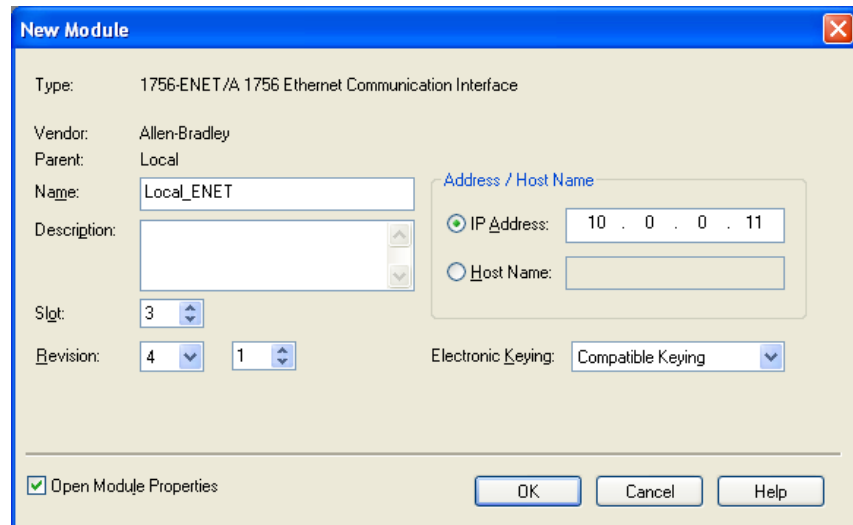 New Module
Type: 1756-ENET/A 1756 Ethernet Communication Interface
Vendor: Allen-Bradley
Parent: Local
Name: Local_ENET
Address / Host Name
IP Address: 10 . 0 . 0 . 11
Description:
Host Name:
Slot: 3
Revision: 4 1
Electronic Keying: Compatible Keying
Open Module Properties
OK Cancel Help